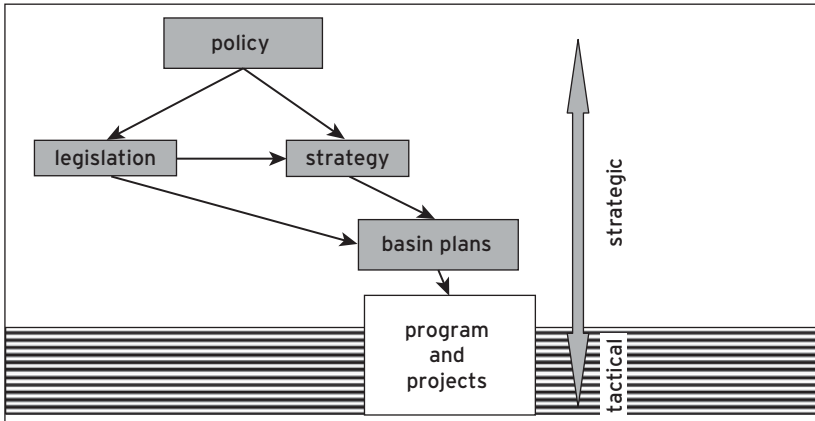 policy
legislation
strategy
basin plans
program
and
projects
strategic
tactical